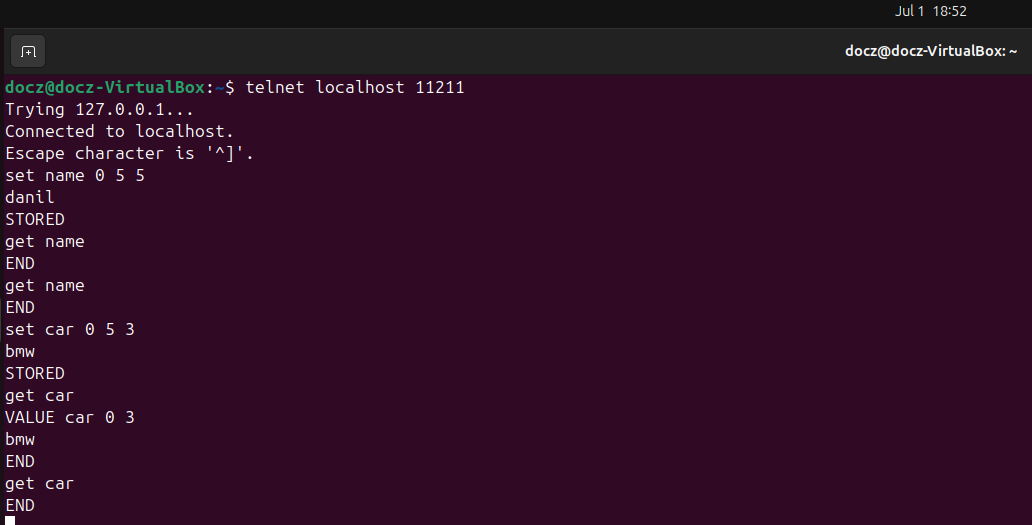 Jul 1 18:52
docz@docz-VirtualBox: ~
docz@docz-VirtualBox:~$ telnet localhost 11211
Trying 127.0.0.1...
Connected to localhost.
Escape character is '^]'.
set name 0 5 5
danil
STORED
get name
END
get name
END
set car 0 5 3
bmw
STORED
get car
VALUE car 0 3
bmw
END
get car
END